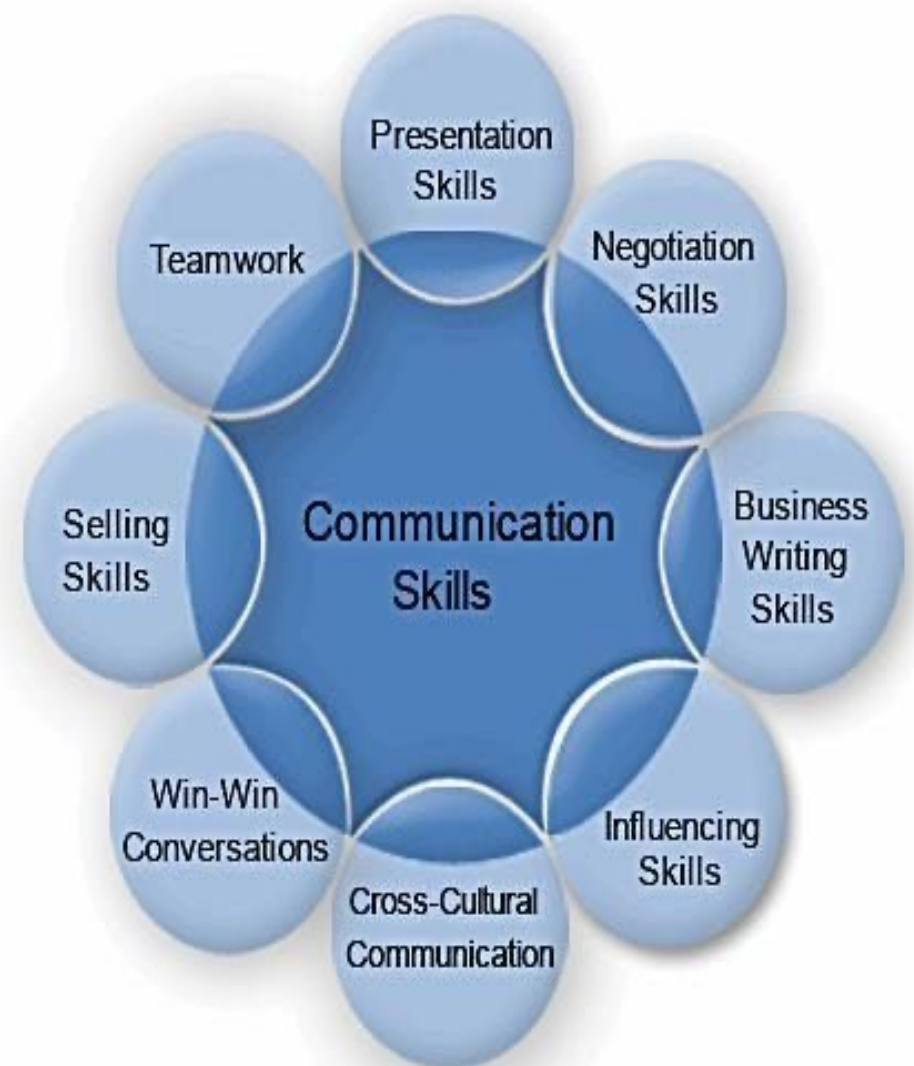 Presentation
Skills
Negotiation
Skills
Business
Writing
Skills
Influencing
Skills
Cross-Cultural
Communication
Win-Win
Conversations
Selling
Skills
Teamwork
Communication
Skills